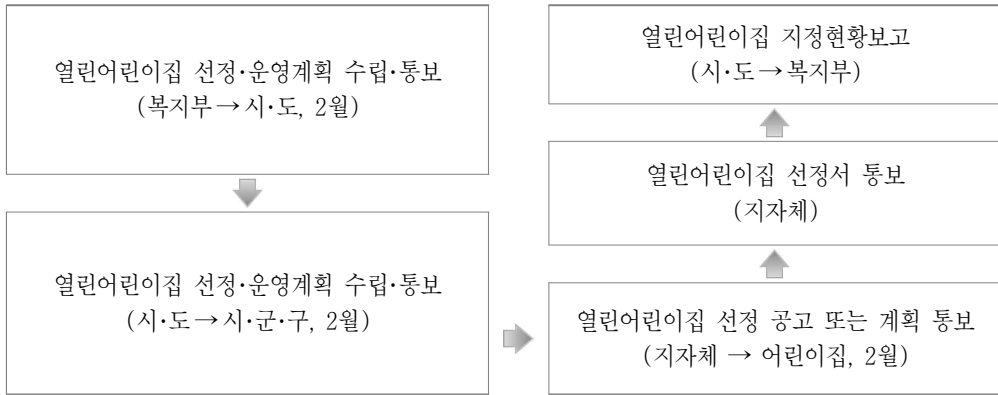 열린어린이집 선정·운영계획 수립·통보
(복지부→시·도, 2월)
열린어린이집 선정·운영계획 수립·통보
(시·도→시·군·구, 2월)
열린어린이집 선정 공고 또는 계획 통보
(지자체 → 어린이집, 2월)
열린어린이집 선정서 통보
(지자체)
열린어린이집 지정현황보고
(시·도→복지부)